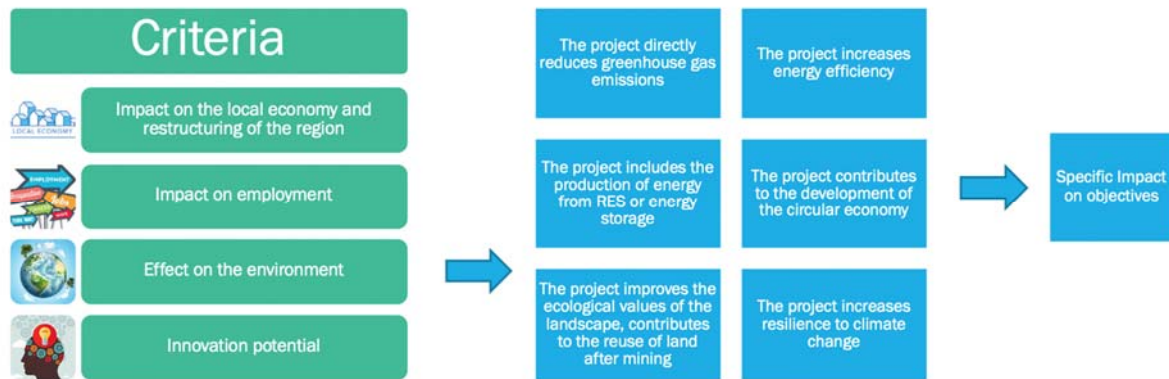 Criteria
LOCAL ECONOMY
Impact on the local economy and
restructuring of the region
EMPLOYMENT
Impact on employment
Effect on the environment
Innovation potential
The project directly
reduces greenhouse gas
emissions
The project increases
energy efficiency
The project includes the
production of energy
from RES or energy
storage
The project contributes
to the development of
the circular economy
The project improves the
ecological values of the
landscape, contributes
to the reuse of land
after mining
The project increases
resilience to climate
change
Specific Impact
on objectives